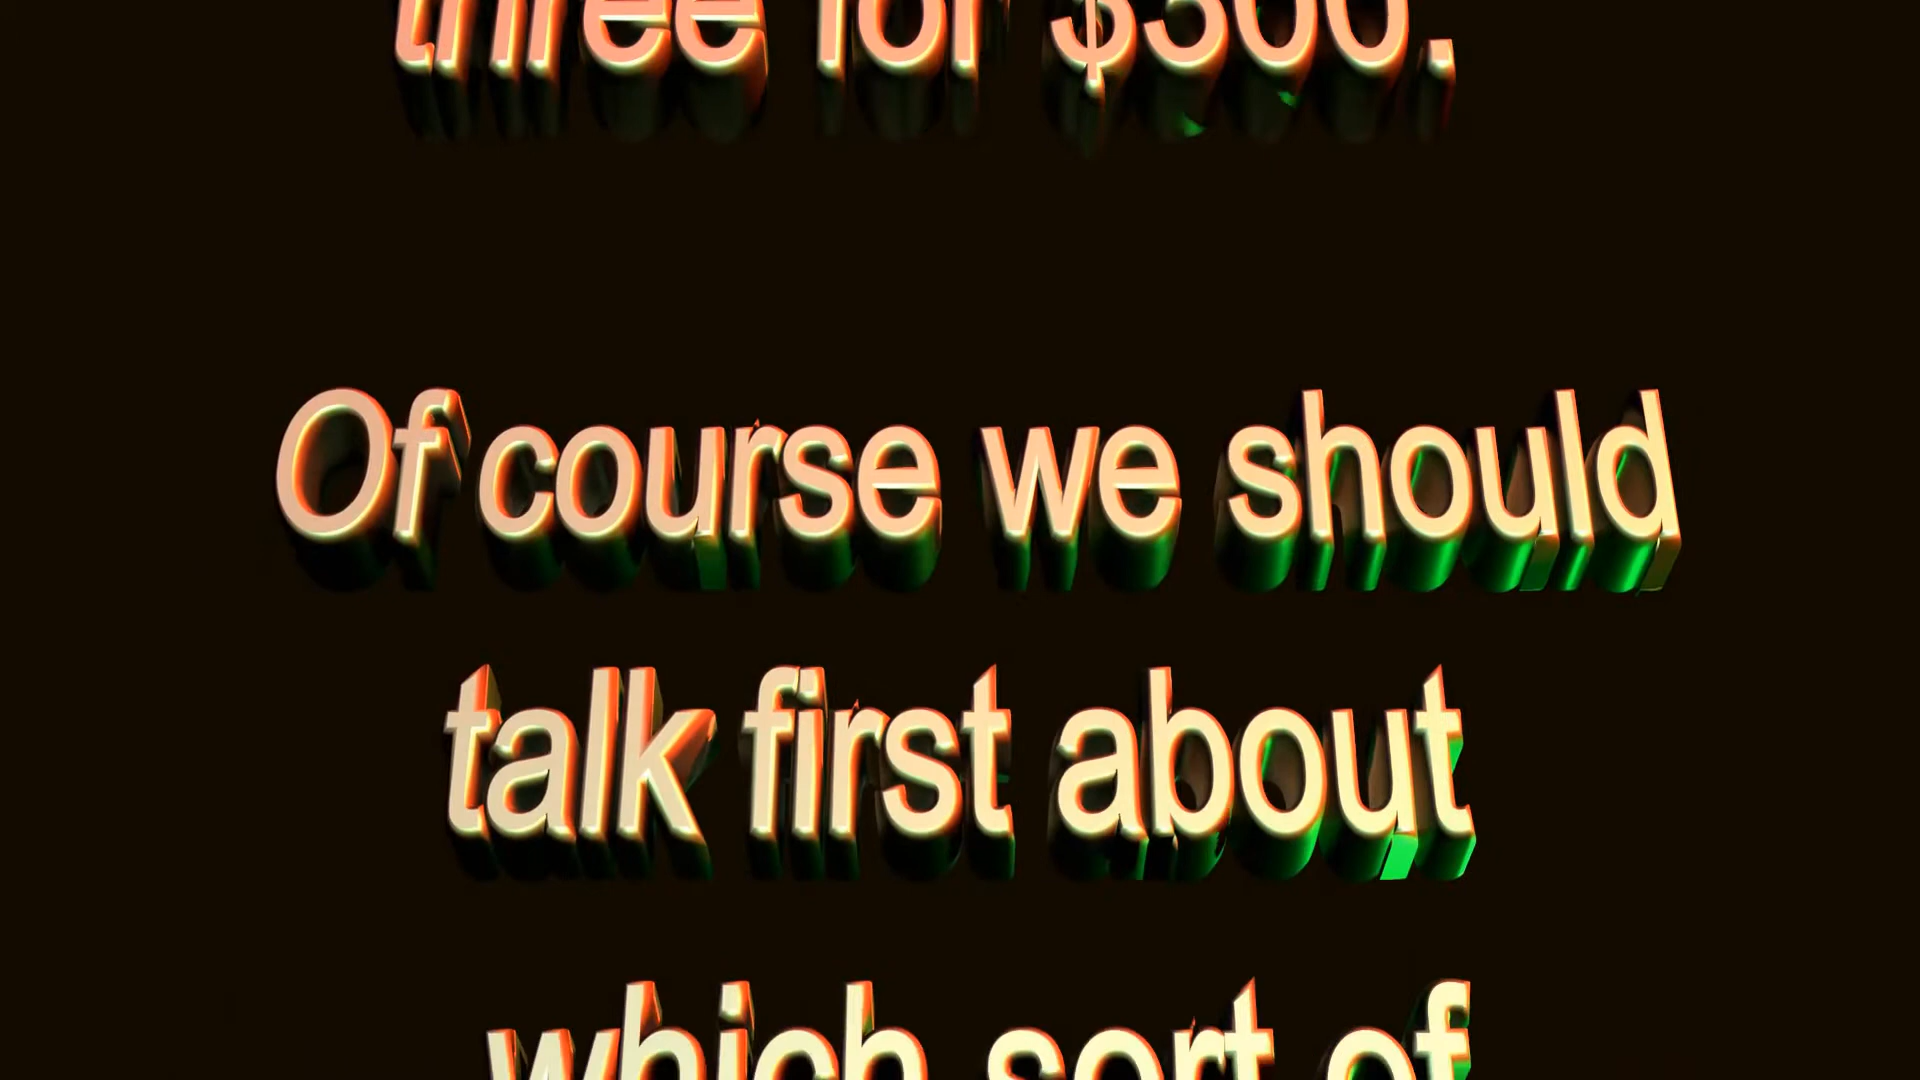 three for $300.
Of course we should
talk first about
which sort of